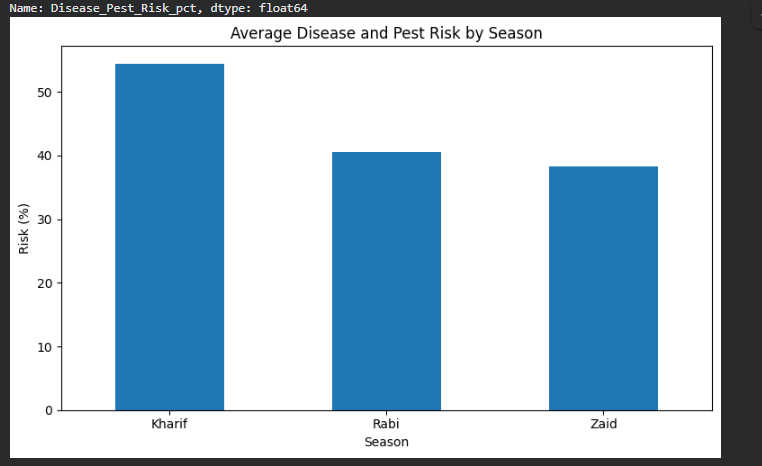 Name: Disease_Pest_Risk_pct, dtype: float64
Average Disease and Pest Risk by Season
50
40
30
20
10
0
Risk (%)
Kharif Rabi Zaid
Season